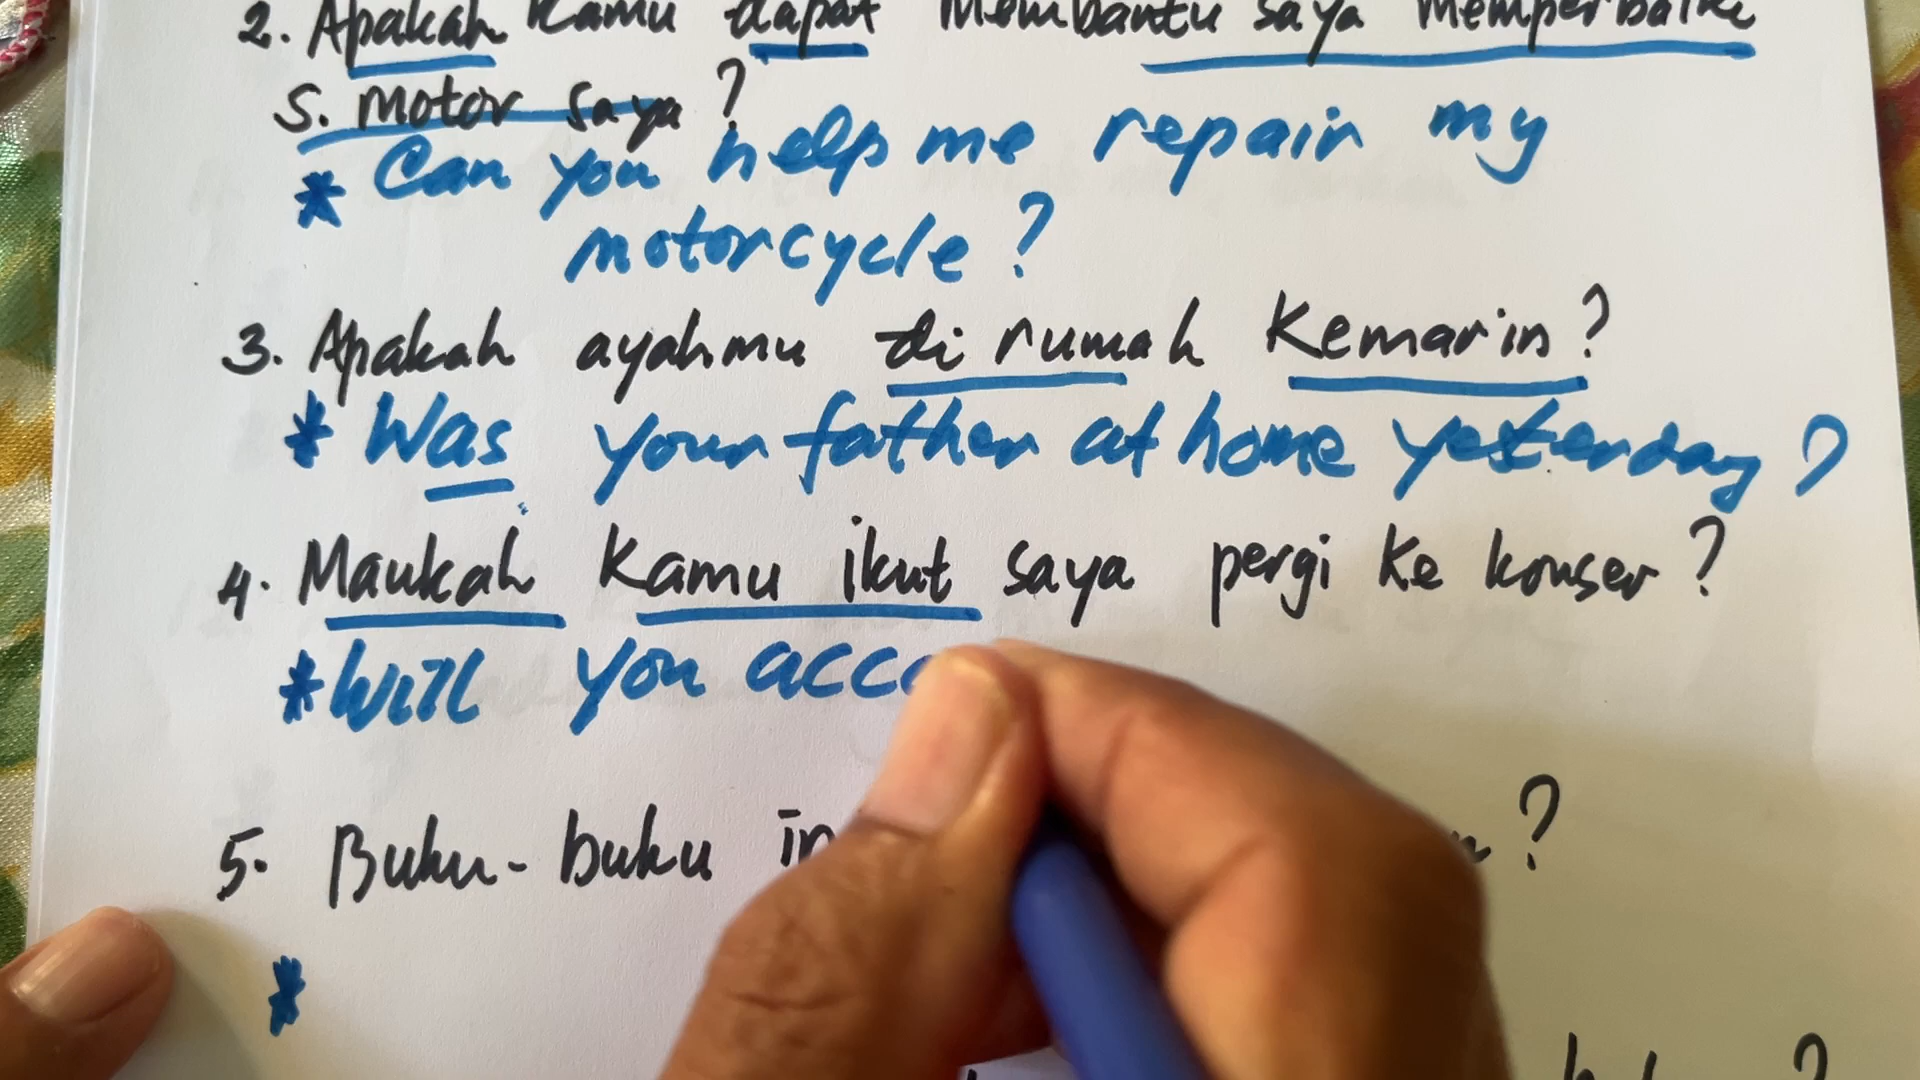 2. Apakah Kamu dapat Membantu saya Memperbaiki
S. Motor saya?
* Can you help me repair my
motorcycle?
3. Apakah ayahmu di rumah Kemarin?
* Was your father at home yesterday?
4. Maukah Kamu ikut saya pergi ke konser?
* Will you
5. Buku-buku ?
*
?